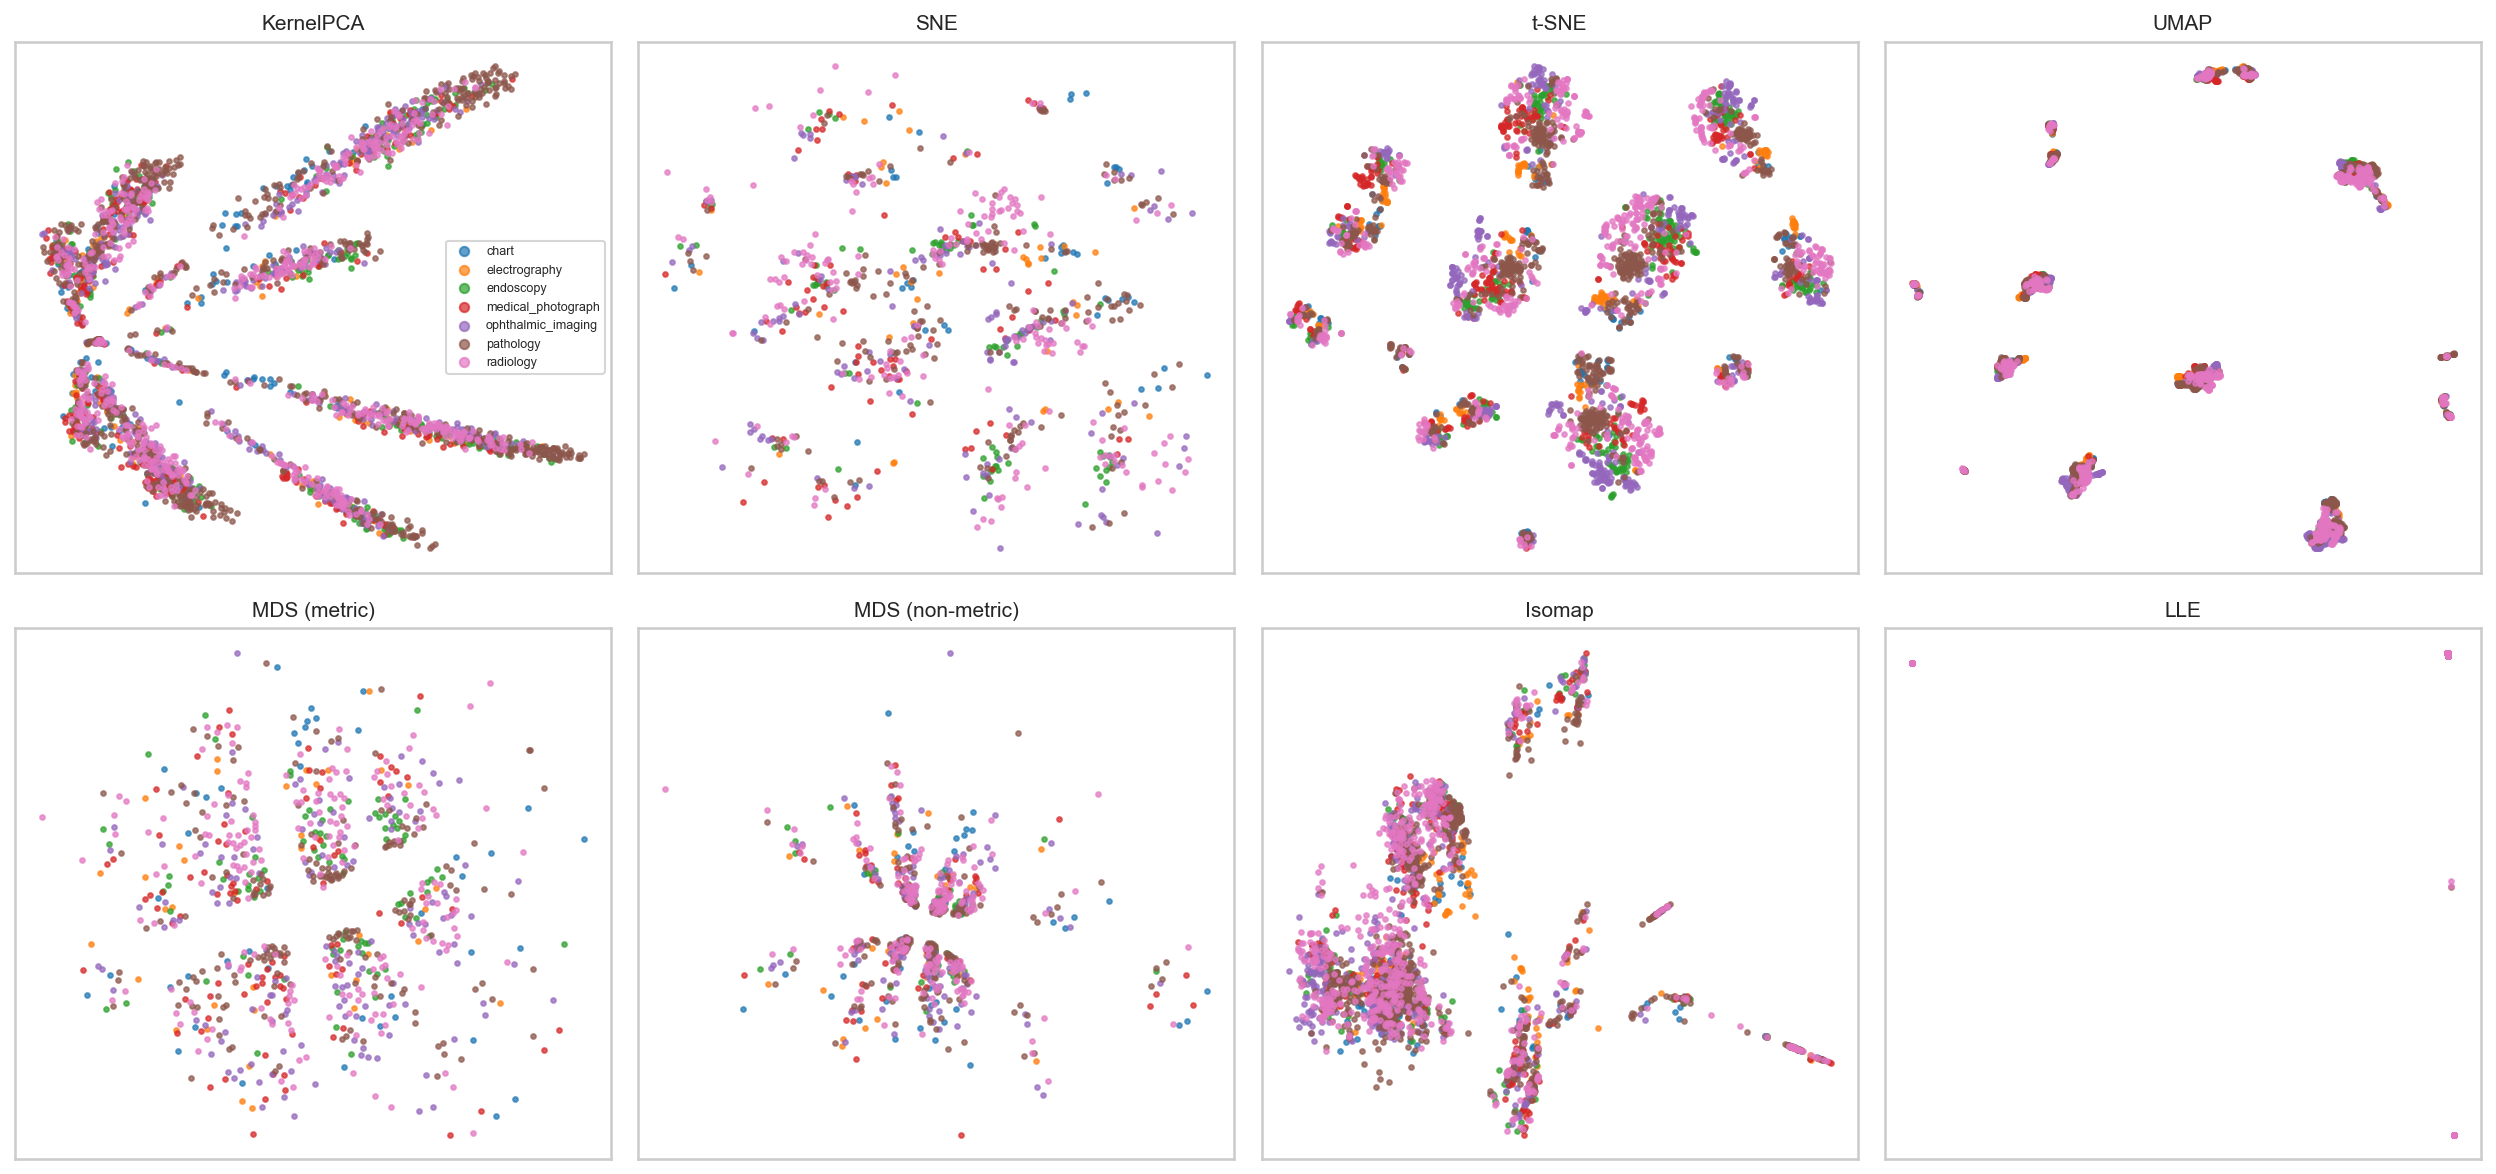 KernelPCA
SNE
t-SNE
UMAP
chart
electrography
endoscopy
medical_photograph
ophthalmic_imaging
pathology
radiology
MDS (metric)
MDS (non-metric)
Isomap
LLE